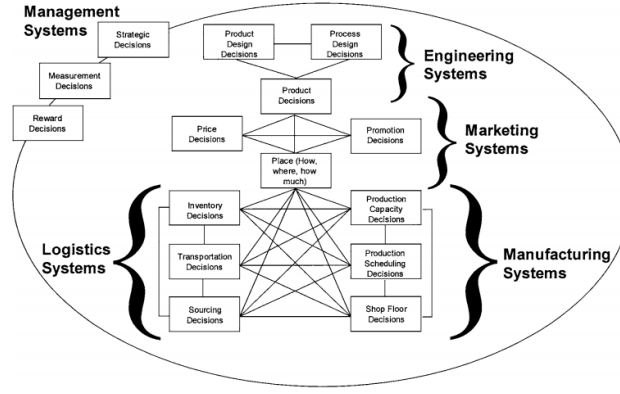 Management
Systems
Strategic
Decisions
Measurement
Decisions
Reward
Decisions
Product
Design
Decisions
Process
Design
Decisions
Engineering
Systems
Product
Decisions
Price
Decisions
Promotion
Decisions
Marketing
Systems
Place (How,
where, how
much)
Inventory
Decisions
Production
Capacity
Decisions
Logistics
Systems
Transportation
Decisions
Production
Scheduling
Decisions
Manufacturing
Systems
Sourcing
Decisions
Shop Floor
Decisions